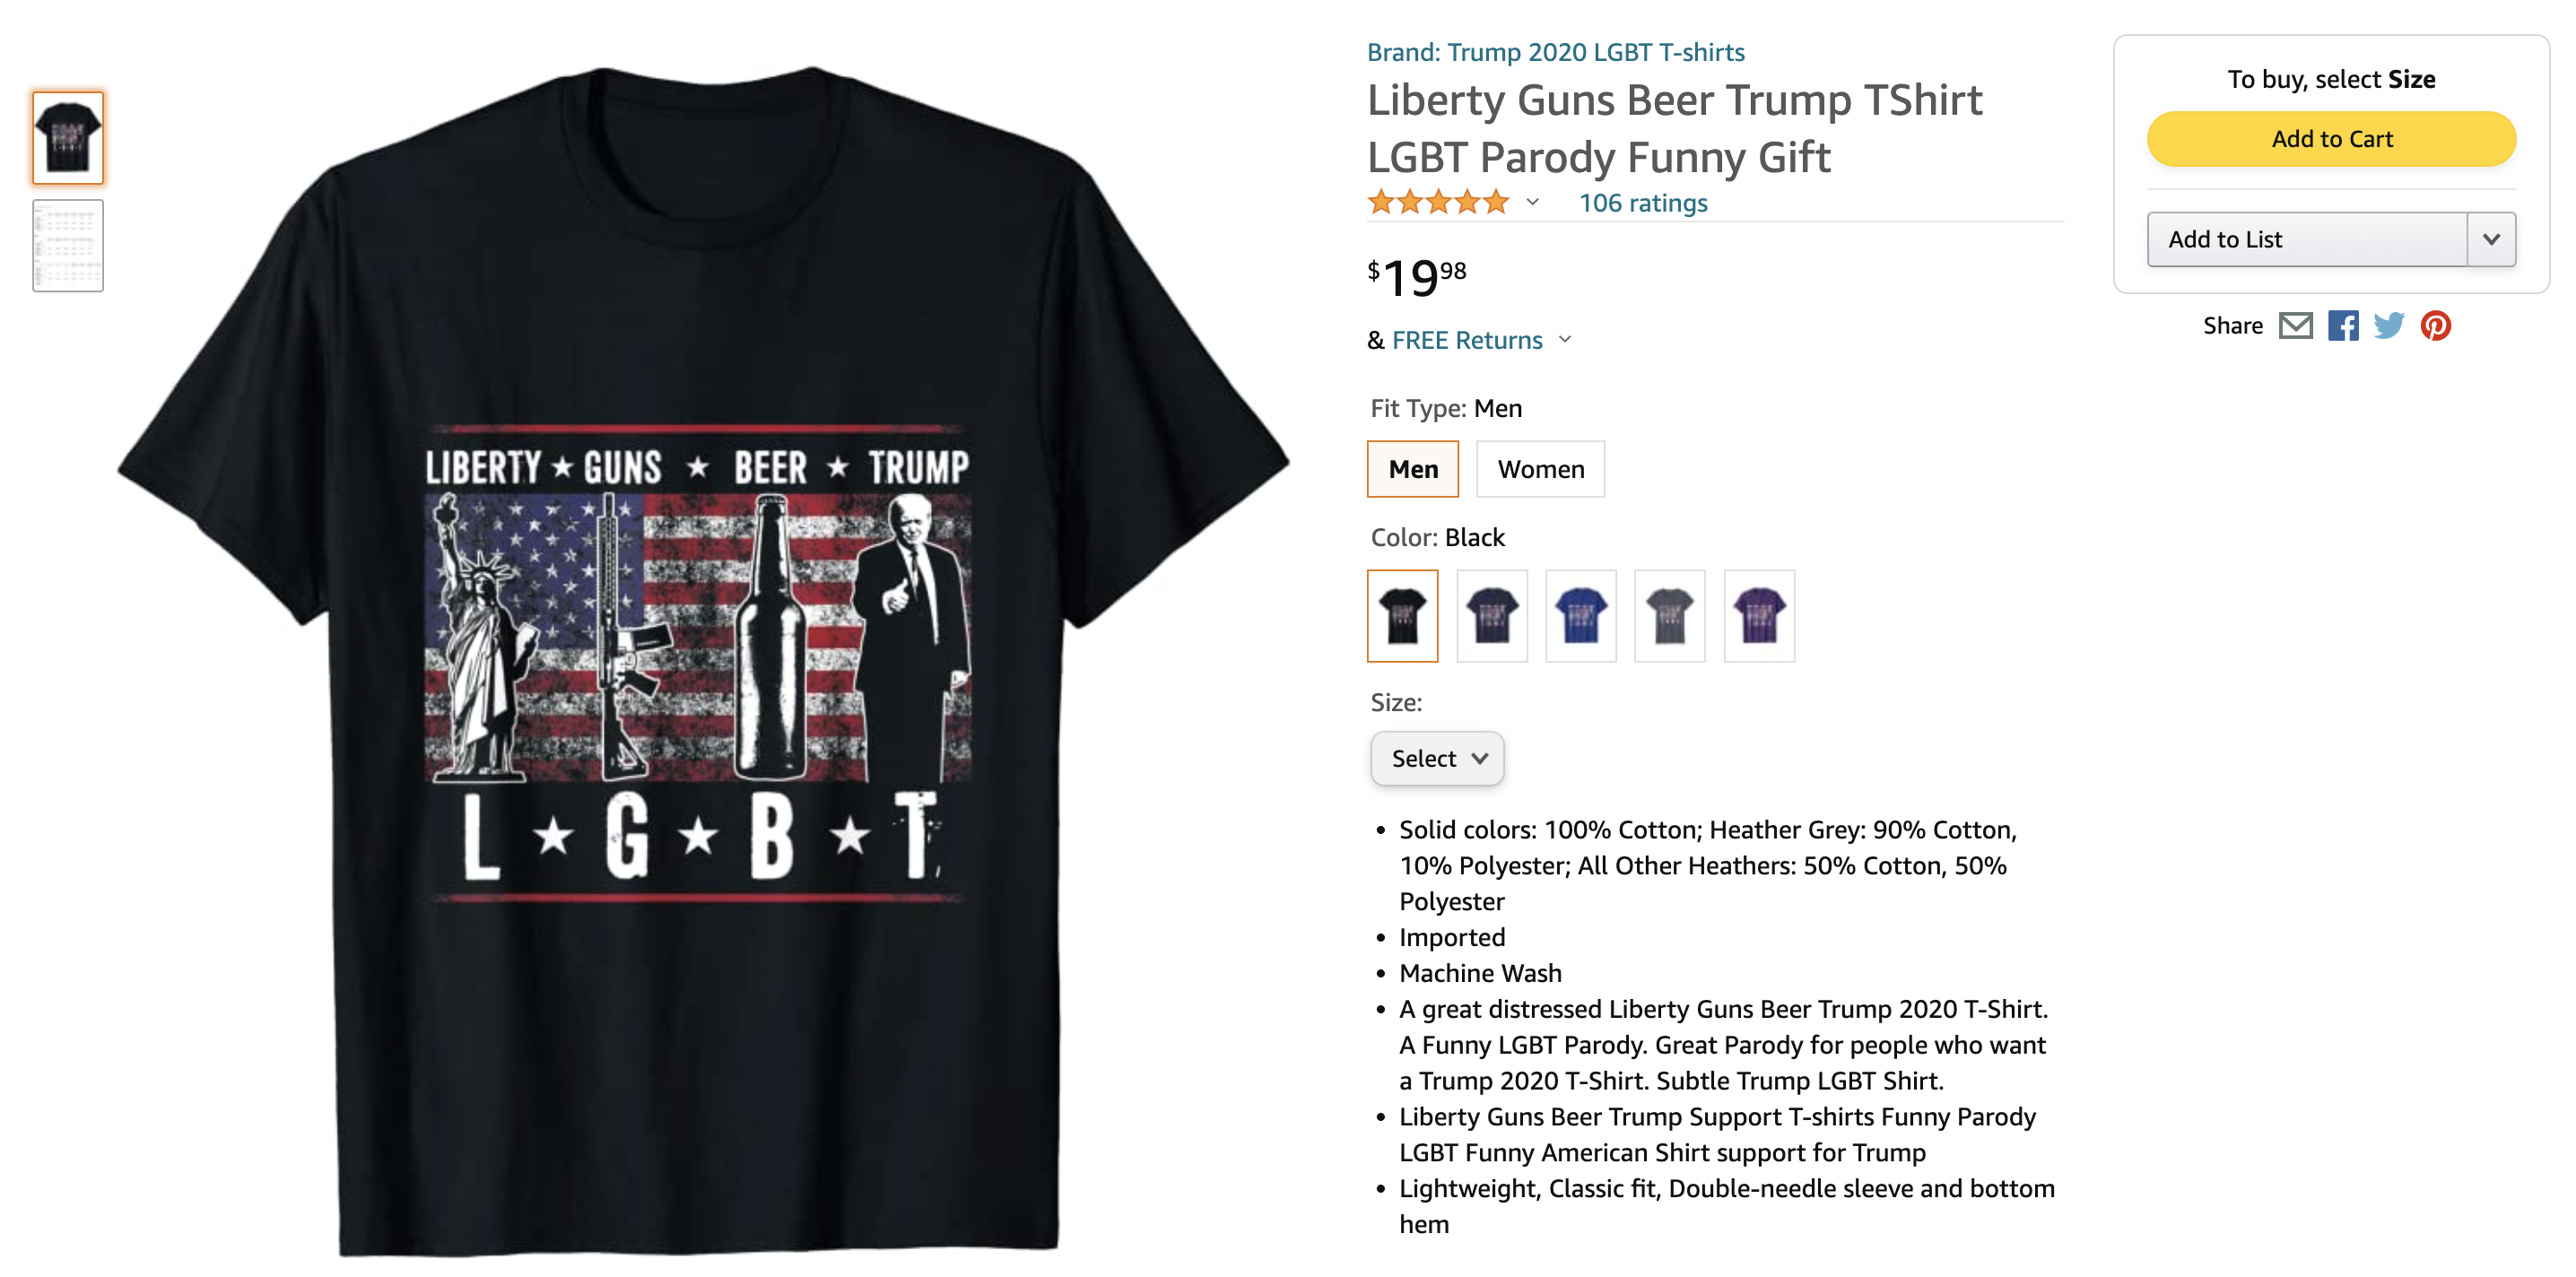 LIBERTY ★ GUNS ★ BEER ★ TRUMP
L ★ G ★ B ★ T
Brand: Trump 2020 LGBT T-shirts
Liberty Guns Beer Trump TShirt
LGBT Parody Funny Gift
106 ratings
$19.98
& FREE Returns
Fit Type: Men
Men Women
Color: Black
Size:
Select
• Solid colors: 100% Cotton; Heather Grey: 90% Cotton,
10% Polyester; All Other Heathers: 50% Cotton, 50%
Polyester
• Imported
• Machine Wash
• A great distressed Liberty Guns Beer Trump 2020 T-Shirt.
A Funny LGBT Parody. Great Parody for people who want
a Trump 2020 T-Shirt. Subtle Trump LGBT Shirt.
• Liberty Guns Beer Trump Support T-shirts Funny Parody
LGBT Funny American Shirt support for Trump
• Lightweight, Classic fit, Double-needle sleeve and bottom
hem
To buy, select Size
Add to Cart
Add to List
Share